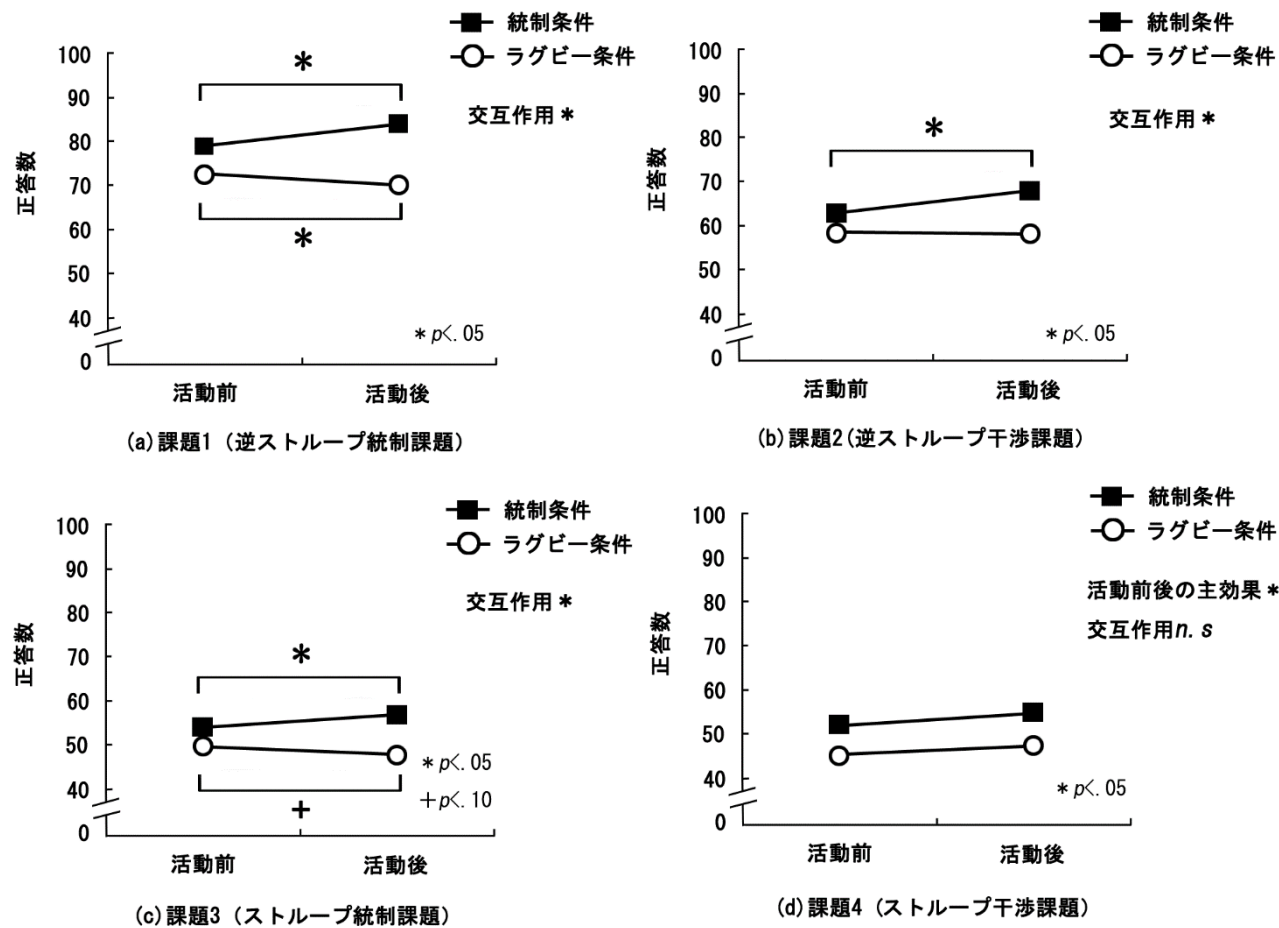 統制条件
ラグビー条件
交互作用*
正答数
100
90
80
70
60
50
40
0
*
*
* p<.05
活動前 活動後
(a)課題1（逆ストループ統制課題）
統制条件
ラグビー条件
交互作用*
正答数
100
90
80
70
60
50
40
0
*
* p<.05
活動前 活動後
(b)課題2(逆ストループ干渉課題)
統制条件
ラグビー条件
交互作用*
正答数
100
90
80
70
60
50
40
0
*
+
* p<.05
+p<.10
活動前 活動後
(c)課題3（ストループ統制課題）
統制条件
ラグビー条件
活動前後の主効果*
交互作用n.s
正答数
100
90
80
70
60
50
40
0
* p<.05
活動前 活動後
(d)課題4（ストループ干渉課題）